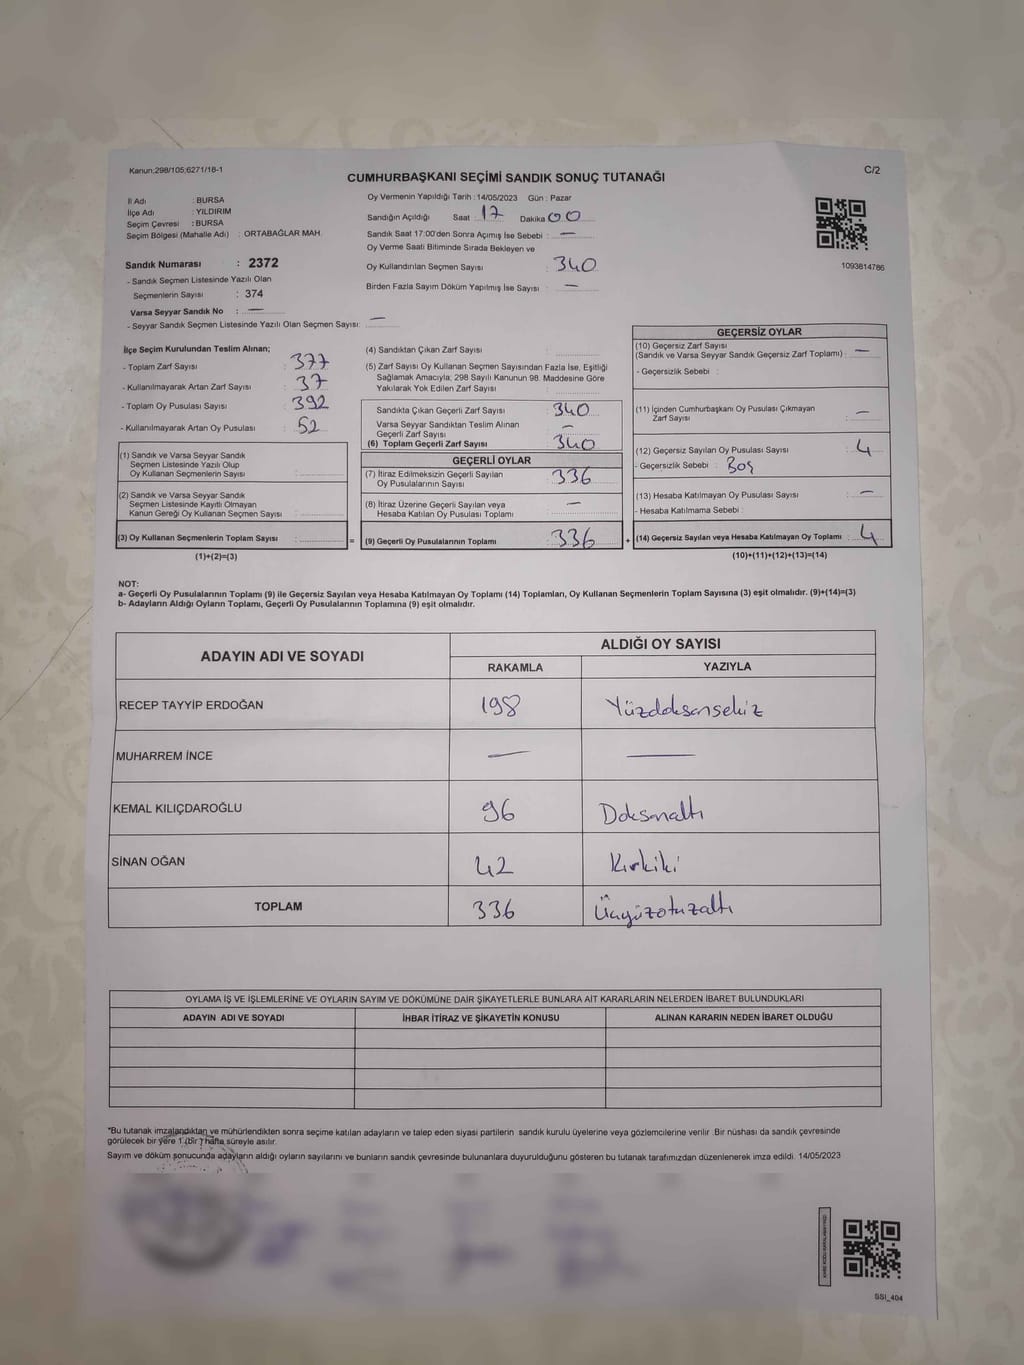 Kanun;298/105;6271/18-1
C/2
CUMHURBAŞKANI SEÇİMİ SANDIK SONUÇ TUTANAĞI
İl Adı : BURSA
İlçe Adı : YILDIRIM
Seçim Çevresi : BURSA
Seçim Bölgesi (Mahalle Adı) : ORTABAĞLAR MAH.
Oy Vermenin Yapıldığı Tarih : 14/05/2023 Gün : Pazar
Sandığın Açıldığı Saat : 17 Dakika 00
Sandık Saat 17:00'den Sonra Açımış İse Sebebi : —
Oy Verme Saati Bitiminde Sırada Bekleyen ve
Oy Kullandırılan Seçmen Sayısı : 340
Birden Fazla Sayım Döküm Yapılmış İse Sayısı : —
1093814786
Sandık Numarası : 2372
- Sandık Seçmen Listesinde Yazılı Olan
Seçmenlerin Sayısı : 374
Varsa Seyyar Sandık No : —
- Seyyar Sandık Seçmen Listesinde Yazılı Olan Seçmen Sayısı: —
İlçe Seçim Kurulundan Teslim Alınan;
- Toplam Zarf Sayısı : 377
- Kullanılmayarak Artan Zarf Sayısı : 37
- Toplam Oy Pusulası Sayısı : 392
- Kullanılmayarak Artan Oy Pusulası : 52
(1) Sandık ve Varsa Seyyar Sandık
Seçmen Listesinde Yazılı Olup
Oy Kullanan Seçmenlerin Sayısı :
(2) Sandık ve Varsa Seyyar Sandık
Seçmen Listesinde Kayıtlı Olmayan
Kanun Gereği Oy Kullanan Seçmen Sayısı :
(3) Oy Kullanan Seçmenlerin Toplam Sayısı : =
(1)+(2)=(3)
(4) Sandıktan Çıkan Zarf Sayısı :
(5) Zarf Sayısı Oy Kullanan Seçmen Sayısından Fazla İse, Eşitliği
Sağlamak Amacıyla; 298 Sayılı Kanunun 98. Maddesine Göre
Yakılarak Yok Edilen Zarf Sayısı :
Sandıkta Çıkan Geçerli Zarf Sayısı : 340
Varsa Seyyar Sandıktan Teslim Alınan
Geçerli Zarf Sayısı : —
(6) Toplam Geçerli Zarf Sayısı : 340
GEÇERLİ OYLAR
(7) İtiraz Edilmeksizin Geçerli Sayılan
Oy Pusulalarının Sayısı : 336
(8) İtiraz Üzerine Geçerli Sayılan veya
Hesaba Katılan Oy Pusulası Toplamı : —
(9) Geçerli Oy Pusulalarının Toplamı : 336 +
GEÇERSİZ OYLAR
(10) Geçersiz Zarf Sayısı
(Sandık ve Varsa Seyyar Sandık Geçersiz Zarf Toplamı) : —
- Geçersizlik Sebebi :
(11) İçinden Cumhurbaşkanı Oy Pusulası Çıkmayan
Zarf Sayısı : —
(12) Geçersiz Sayılan Oy Pusulası Sayısı : 4
- Geçersizlik Sebebi : Boş
(13) Hesaba Katılmayan Oy Pusulası Sayısı : —
- Hesaba Katılmama Sebebi :
(14) Geçersiz Sayılan veya Hesaba Katılmayan Oy Toplamı : 4
(10)+(11)+(12)+(13)=(14)
NOT:
a- Geçerli Oy Pusulalarının Toplamı (9) ile Geçersiz Sayılan veya Hesaba Katılmayan Oy Toplamı (14) Toplamları, Oy Kullanan Seçmenlerin Toplam Sayısına (3) eşit olmalıdır. (9)+(14)=(3)
b- Adayların Aldığı Oyların Toplamı, Geçerli Oy Pusulalarının Toplamına (9) eşit olmalıdır.
ADAYIN ADI VE SOYADI ALDIĞI OY SAYISI
RAKAMLA YAZIYLA
RECEP TAYYİP ERDOĞAN 198 Yüzdoksansekiz
MUHARREM İNCE — —
KEMAL KILIÇDAROĞLU 96 Doksanaltı
SİNAN OĞAN 42 Kırkiki
TOPLAM 336 Üçyüzotuzaltı
OYLAMA İŞ VE İŞLEMLERİNE VE OYLARIN SAYIM VE DÖKÜMÜNE DAİR ŞİKAYETLERLE BUNLARA AİT KARARLARIN NELERDEN İBARET BULUNDUKLARI
ADAYIN ADI VE SOYADI İHBAR İTİRAZ VE ŞİKAYETİN KONUSU ALINAN KARARIN NEDEN İBARET OLDUĞU
*Bu tutanak imzalandıktan ve mühürlendikten sonra seçime katılan adayların ve talep eden siyasi partilerin sandık kurulu üyelerine veya gözlemcilerine verilir. Bir nüshası da sandık çevresinde
görülecek bir yere 1 (bir) hafta süreyle asılır.
Sayım ve döküm sonucunda adayların aldığı oyların sayılarını ve bunların sandık çevresinde bulunanlara duyurulduğunu gösteren bu tutanak tarafımızdan düzenlenerek imza edildi. 14/05/2023
SSI_404